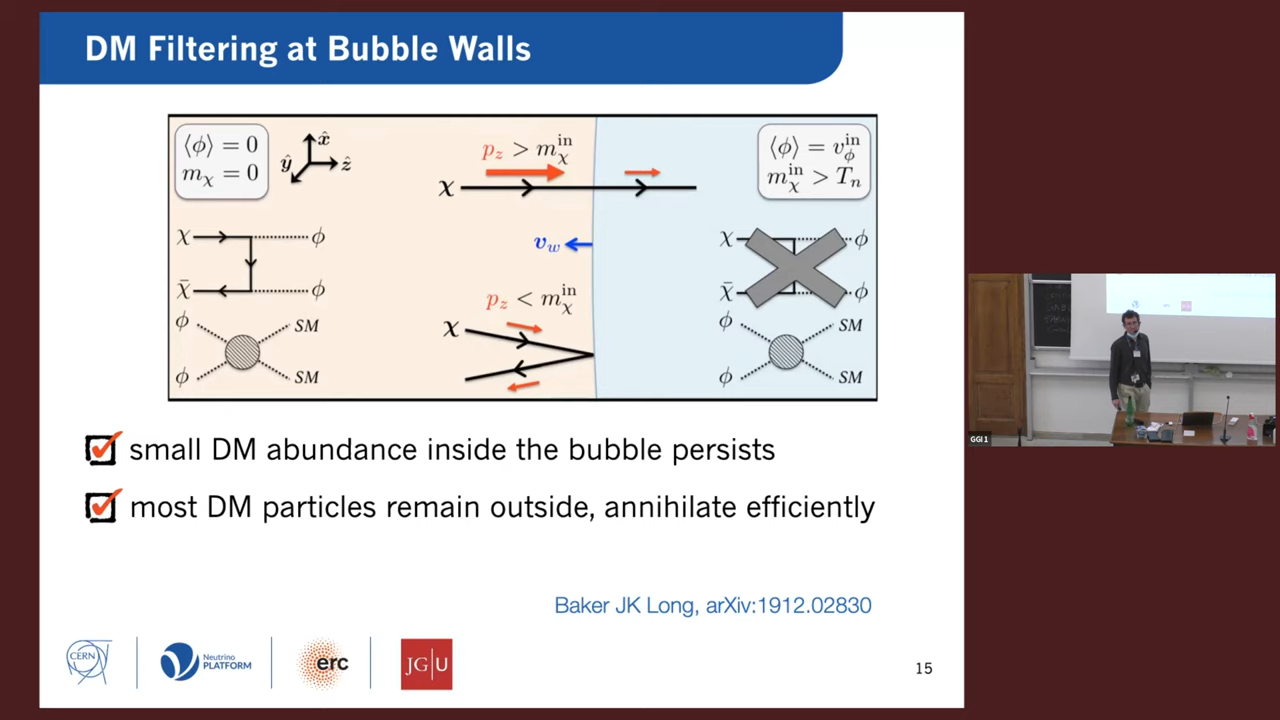 DM Filtering at Bubble Walls
⟨ϕ⟩ = 0
m_χ = 0
x̂
ŷ
ẑ
p_z > m_χ^in
χ
⟨ϕ⟩ = v_ϕ^in
m_χ^in > T_n
χ ϕ
χ̄ ϕ
ϕ SM
ϕ SM
v_w
p_z < m_χ^in
χ
χ ϕ
χ̄ ϕ
ϕ SM
ϕ SM
small DM abundance inside the bubble persists
most DM particles remain outside, annihilate efficiently
Baker JK Long, arXiv:1912.02830
CERN
Neutrino
PLATFORM
erc
JG|U
15
GGI 1